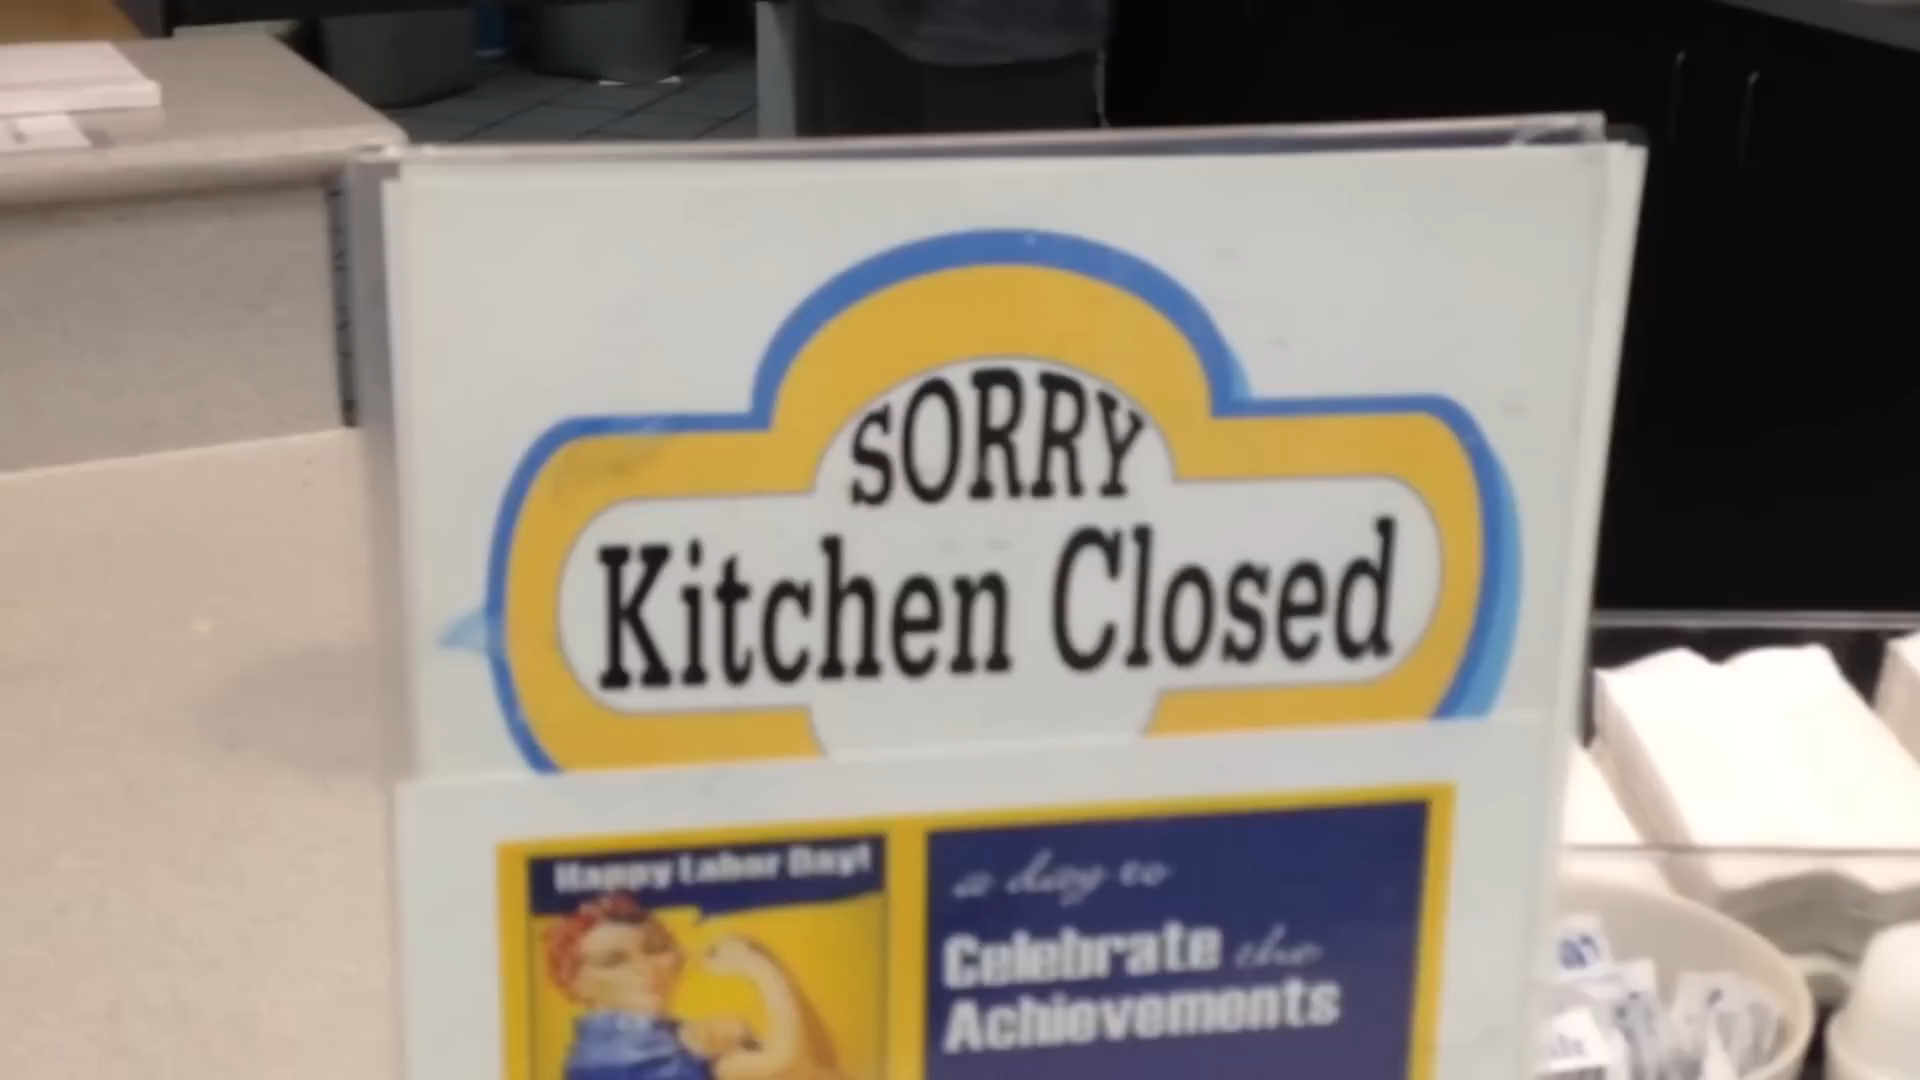 SORRY
Kitchen Closed
Happy Labor Day!
a day to
Celebrate the
Achievements